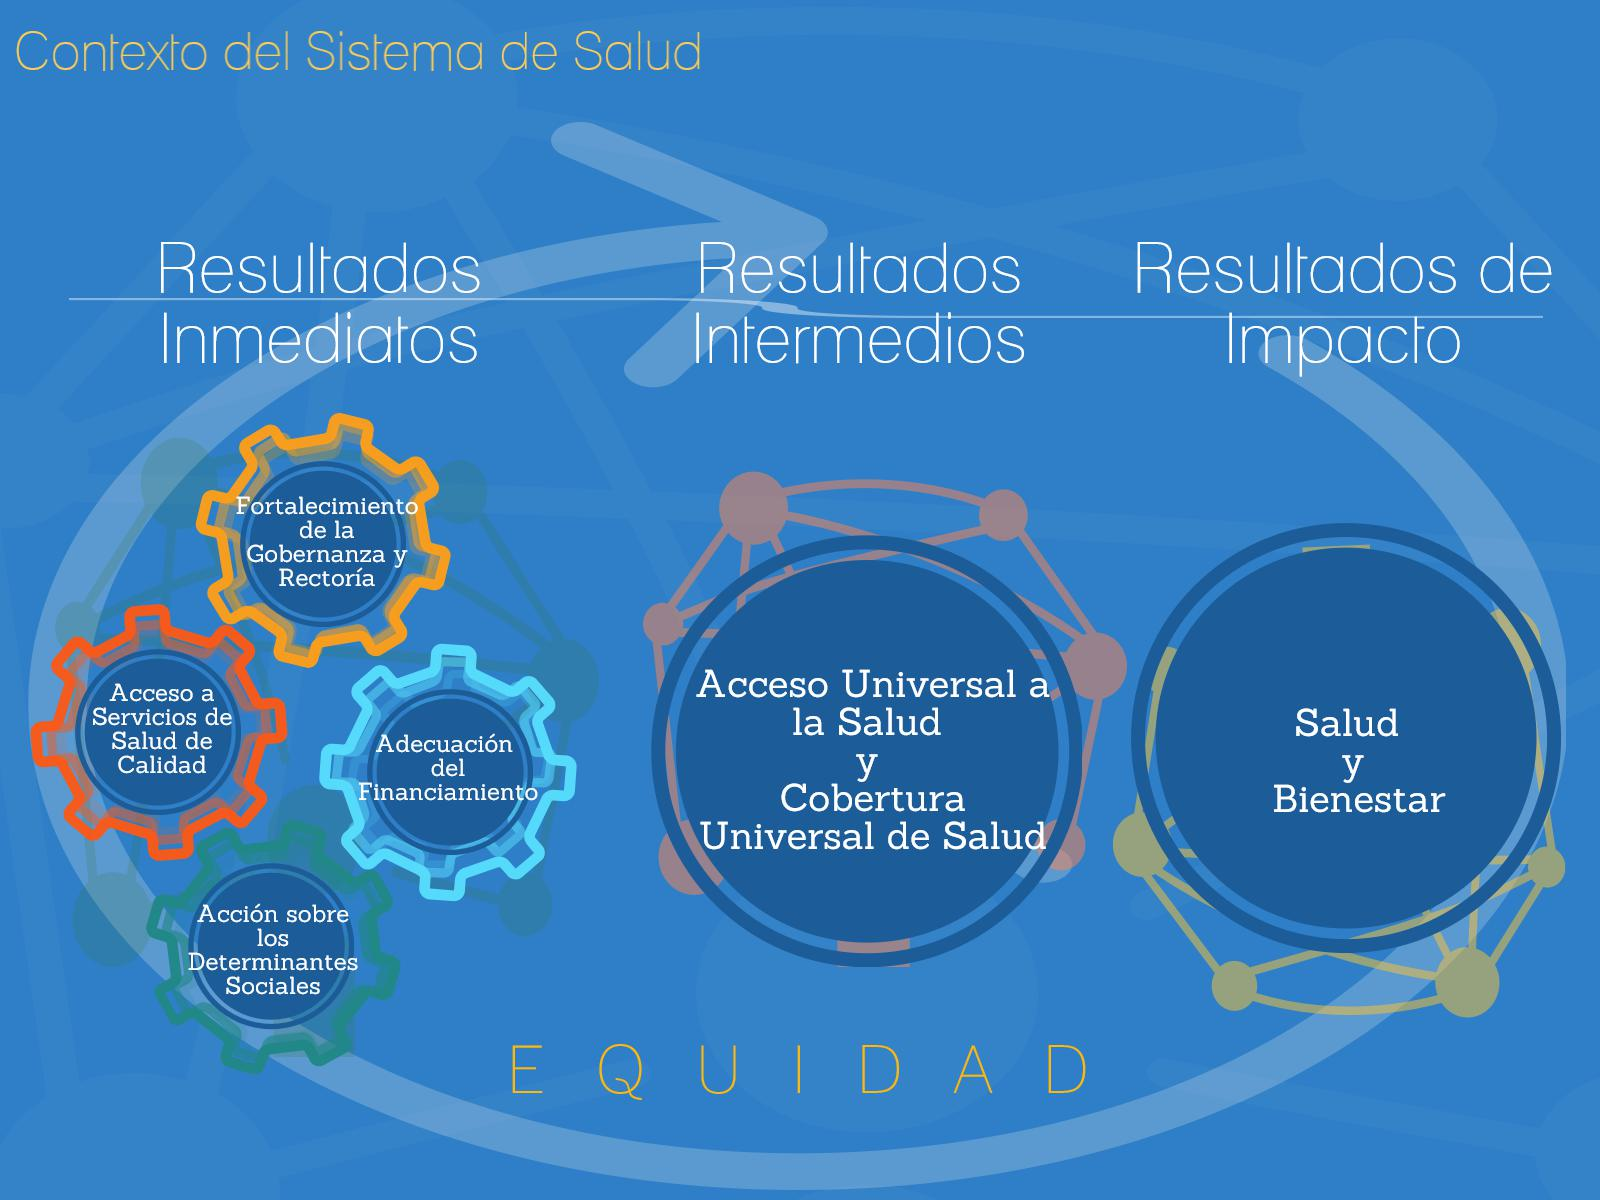 Contexto del Sistema de Salud
Resultados
Inmediatos
Resultados
Intermedios
Resultados de
Impacto
Fortalecimiento
de la
Gobernanza y
Rectoría
Acceso a
Servicios de
Salud de
Calidad
Adecuación
del
Financiamiento
Acción sobre
los
Determinantes
Sociales
Acceso Universal a
la Salud
y
Cobertura
Universal de Salud
Salud
y
Bienestar
EQUIDAD